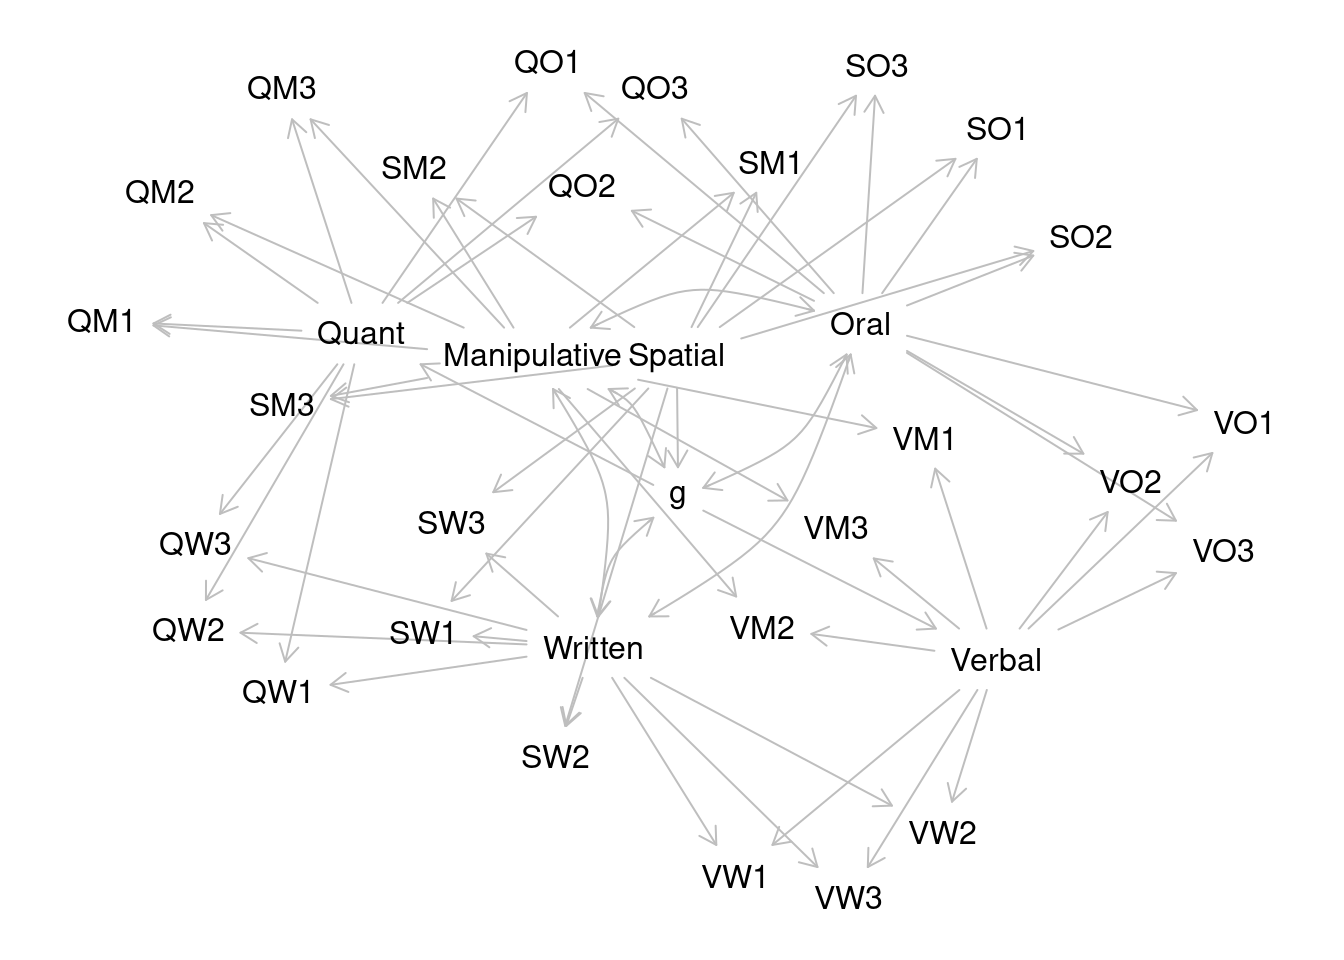 QO1
SO3
QM3
QO3
SO1
SM1
SM2
QO2
QM2
SO2
QM1
Oral
Quant
Manipulative Spatial
SM3
VO1
VM1
VO2
g
SW3
VM3
QW3
VO3
VM2
QW2
SW1
Written
Verbal
QW1
SW2
VW2
VW1
VW3